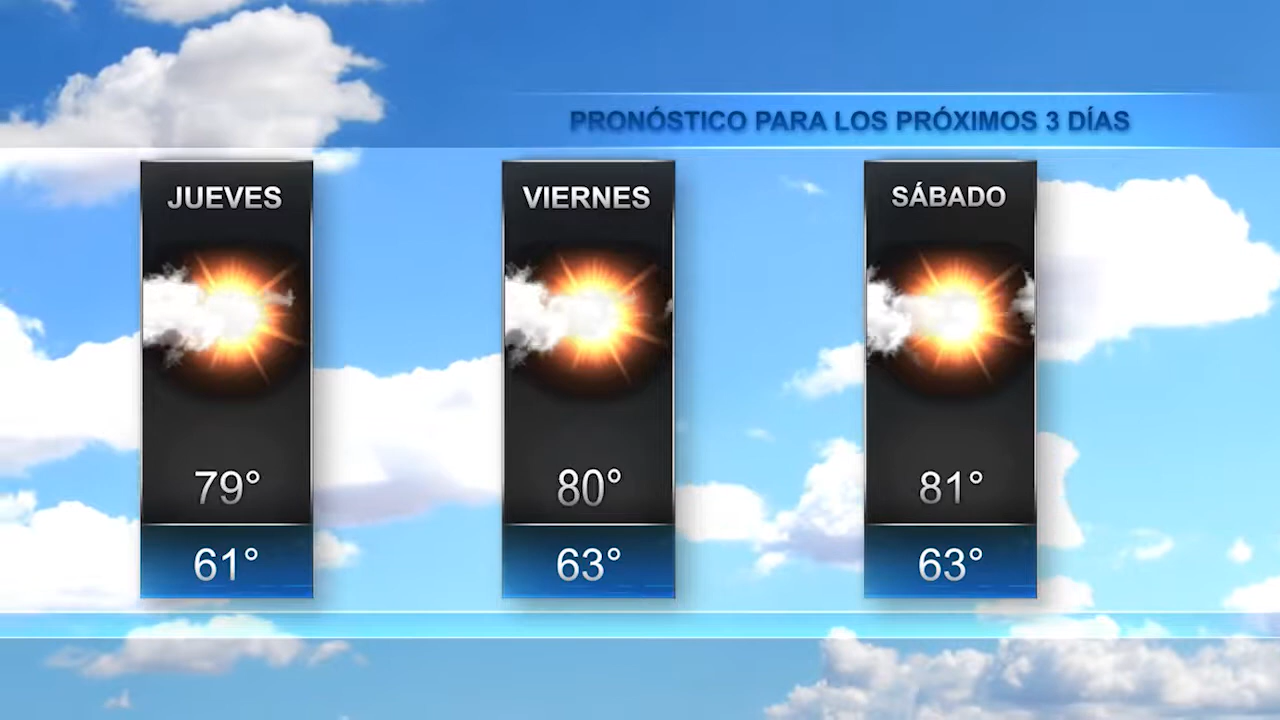 PRONÓSTICO PARA LOS PRÓXIMOS 3 DÍAS
JUEVES
79°
61°
VIERNES
80°
63°
SÁBADO
81°
63°